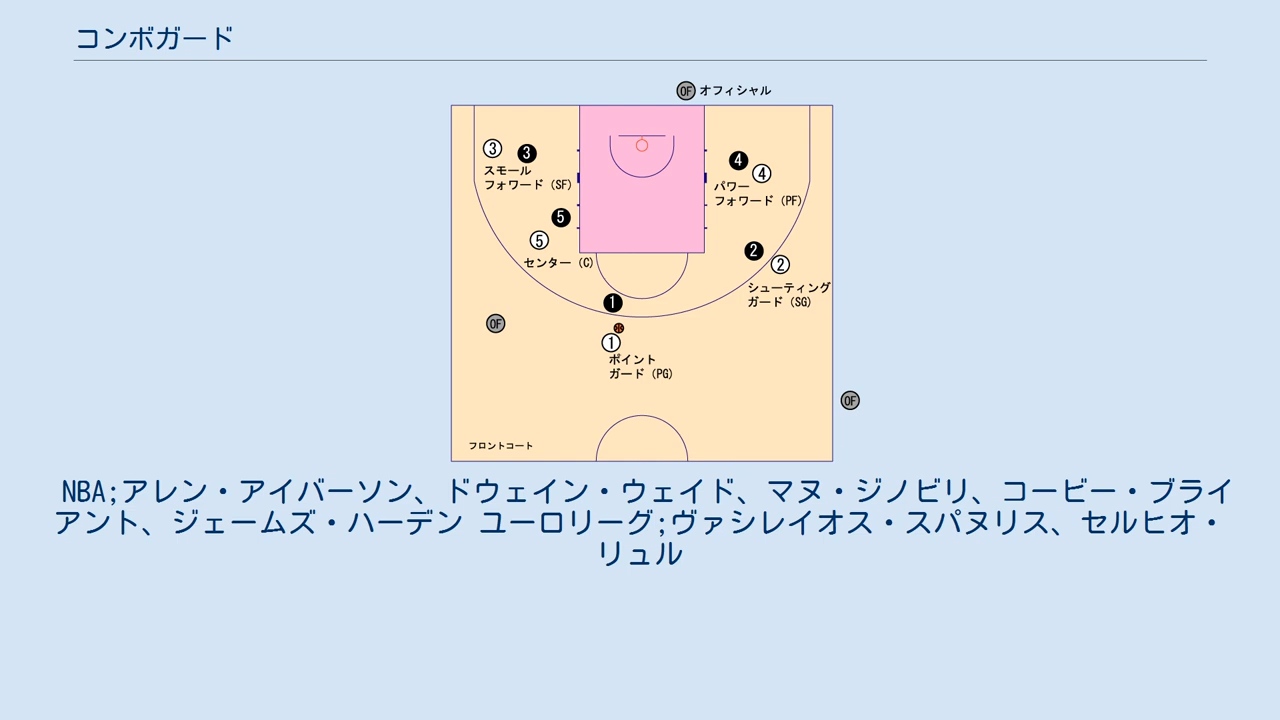 コンボガード
OF オフィシャル
3 3
スモール
フォワード (SF)
4 4
パワー
フォワード (PF)
5
5
センター (C)
2
2
シューティング
ガード (SG)
1
1
ポイント
ガード (PG)
OF
OF
フロントコート
NBA;アレン・アイバーソン、ドウェイン・ウェイド、マヌ・ジノビリ、コービー・ブライ
アント、ジェームズ・ハーデン ユーロリーグ;ヴァシレイオス・スパヌリス、セルヒオ・
リュル